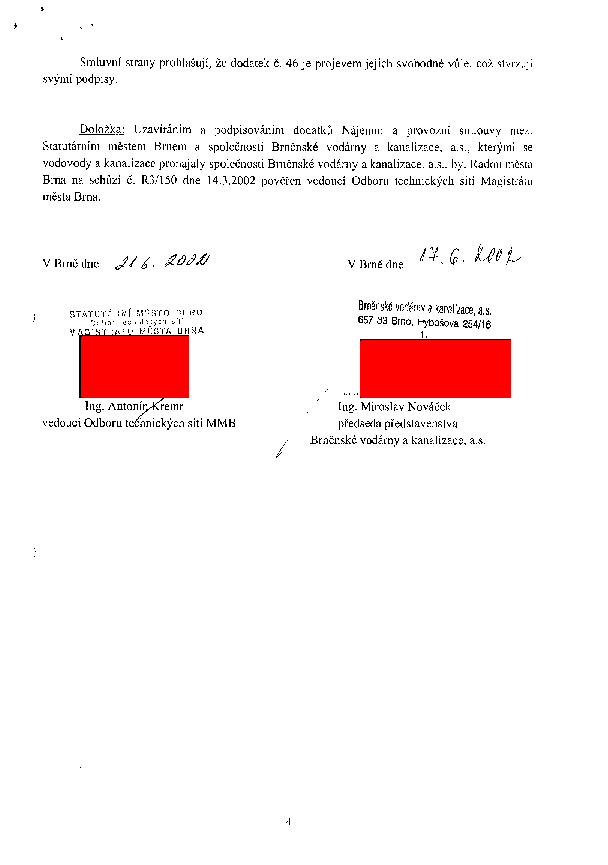 Smluvní strany prohlašují, že dodatek č. 46 je projevem jejich svobodné vůle, což stvrzují
svými podpisy.
Doložka: Uzavíráním a podpisováním dodatků Nájemní a provozní smlouvy mezi
Statutárním městem Brnem a společností Brněnské vodárny a kanalizace, a.s., kterými se
vodovody a kanalizace pronajaly společnosti Brněnské vodárny a kanalizace, a.s., byl Radou města
Brna na schůzi č. R3/150 dne 14.3.2002 pověřen vedoucí Odboru technických sítí Magistrátu
města Brna.
V Brně dne 21 6. 2002
V Brně dne 17. 6. 2002
STATUTÁRNÍ MĚSTO BRNO
MAGISTRÁTU MĚSTA BRNA
Brněnské vodárny a kanalizace, a.s.
657 33 Brno, Hybešova 254/16
1.
Ing. Antonín Kremr
vedoucí Odboru technických sítí MMB
Ing. Miroslav Nováček
předseda představenstva
Brněnské vodárny a kanalizace, a.s.
4